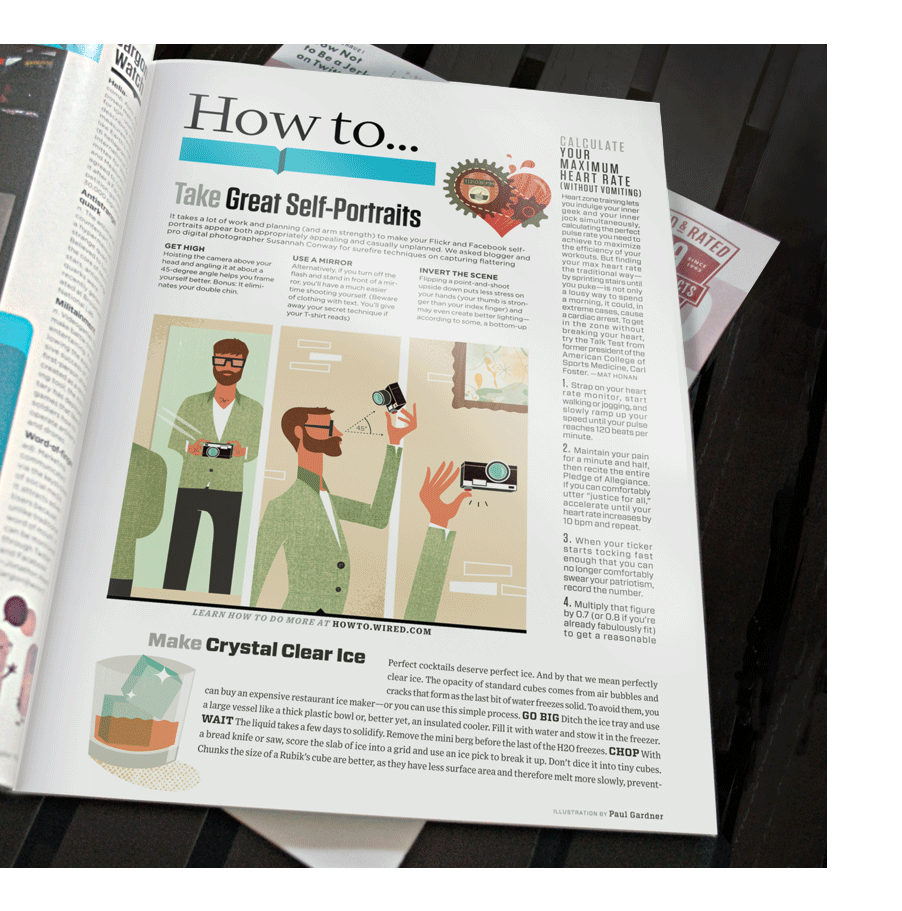 How Not
to Be a Jerk
on Twit
Jargon
Watch
Hello
Antistrange
quark
Militainment
How to...
& RATED
SINCE
Take Great Self-Portraits
It takes a lot of work and planning (and arm strength) to make your Flickr and Facebook self-
portraits appear both appropriately appealing and casually unplanned. We asked blogger and
pro digital photographer Susannah Conway for surefire techniques on capturing flattering
GET HIGH
Hoisting the camera above your
head and angling it at about a
45-degree angle helps you frame
yourself better. Bonus: It elimi-
nates your double chin.
USE A MIRROR
Alternatively, if you turn off the
flash and stand in front of a mir-
ror, you'll have a much easier
time shooting yourself. (Beware
of clothing with text. You'll give
away your secret technique if
your T-shirt reads)
INVERT THE SCENE
Flipping a point-and-shoot
upside down puts less stress on
your hands (your thumb is stron-
ger than your index finger) and
may even create better lighting—
according to some, a bottom-up
45°
LEARN HOW TO DO MORE AT HOWTO.WIRED.COM
CALCULATE
YOUR
MAXIMUM
HEART RATE
(WITHOUT VOMITING)
Heart zone training lets
you indulge your inner
geek and your inner
jock simultaneously,
calculating the perfect
pulse rate you need to
achieve to maximize
the efficiency of your
workouts. But finding
your max heart rate
the traditional way—
by sprinting stairs until
you puke—is not only
a lousy way to spend
a morning, it could, in
extreme cases, cause
a cardiac arrest. To get
in the zone without
breaking your heart,
try the Talk Test from
former president of the
American College of
Sports Medicine, Carl
Foster. —MAT HONAN
1. Strap on your heart
rate monitor, start
walking or jogging, and
slowly ramp up your
speed until your pulse
reaches 120 beats per
minute.
2. Maintain your pain
for a minute and half,
then recite the entire
Pledge of Allegiance.
If you can comfortably
utter "justice for all,"
accelerate until your
heart rate increases by
10 bpm and repeat.
3. When your ticker
starts tocking fast
enough that you can
no longer comfortably
swear your patriotism,
record the number.
4. Multiply that figure
by 0.7 (or 0.8 if you're
already fabulously fit)
to get a reasonable
Make Crystal Clear Ice
Perfect cocktails deserve perfect ice. And by that we mean perfectly
clear ice. The opacity of standard cubes comes from air bubbles and
cracks that form as the last bit of water freezes solid. To avoid them, you
can buy an expensive restaurant ice maker—or you can use this simple process. GO BIG Ditch the ice tray and use
a large vessel like a thick plastic bowl or, better yet, an insulated cooler. Fill it with water and stow it in the freezer.
WAIT The liquid takes a few days to solidify. Remove the mini berg before the last of the H2O freezes. CHOP With
a bread knife or saw, score the slab of ice into a grid and use an ice pick to break it up. Don't dice it into tiny cubes.
Chunks the size of a Rubik's cube are better, as they have less surface area and therefore melt more slowly, prevent-
ILLUSTRATION BY Paul Gardner